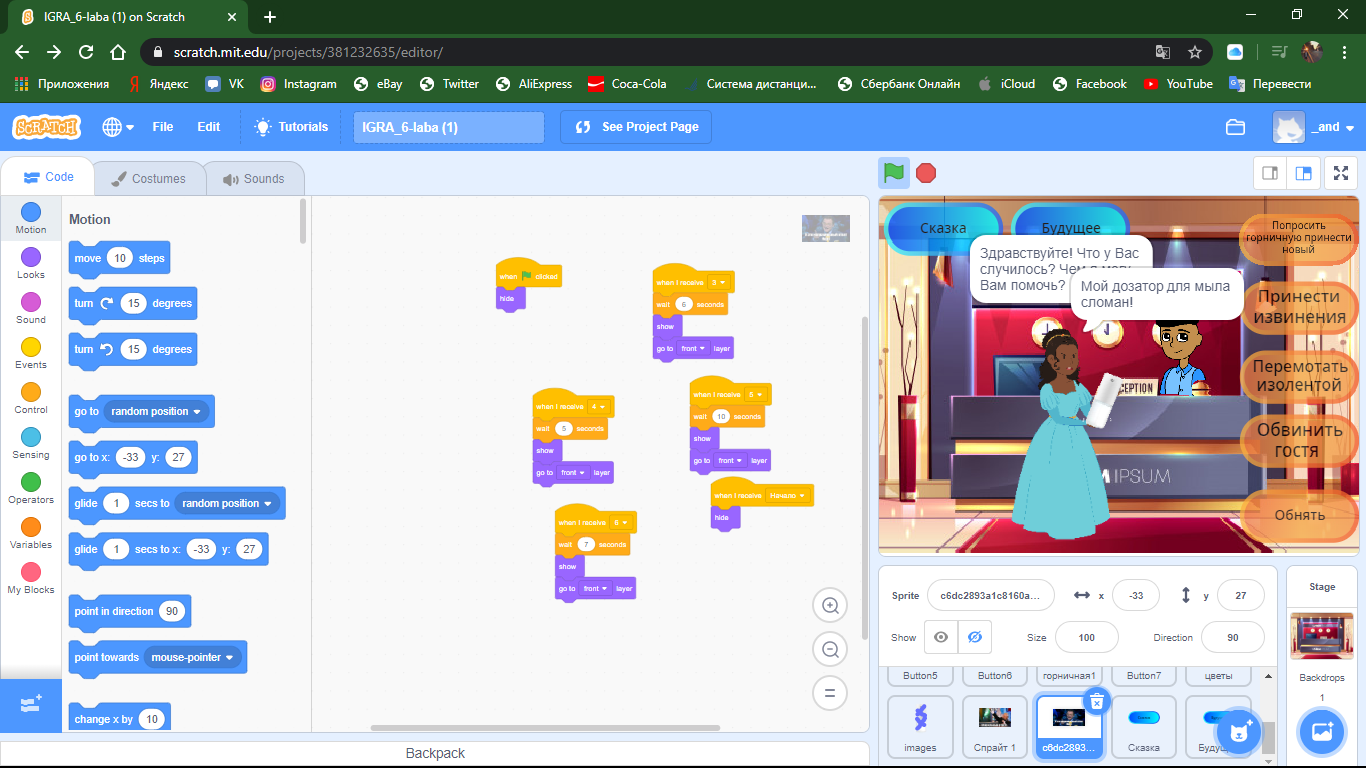 IGRA_6-laba (1) on Scratch
scratch.mit.edu/projects/381232635/editor/
Приложения
Яндекс
VK
Instagram
eBay
Twitter
AliExpress
Coca-Cola
Система дистанци...
Сбербанк Онлайн
iCloud
Facebook
YouTube
Перевести
SCRATCH
File
Edit
Tutorials
IGRA_6-laba (1)
See Project Page
_and
Code
Costumes
Sounds
Motion
Looks
Sound
Events
Control
Sensing
Operators
Variables
My Blocks
Motion
move 10 steps
turn 15 degrees
turn 15 degrees
go to random position
go to x: -33 y: 27
glide 1 secs to random position
glide 1 secs to x: -33 y: 27
point in direction 90
point towards mouse-pointer
change x by 10
when clicked
hide
when I receive 3
wait 6 seconds
show
go to front layer
when I receive 4
wait 5 seconds
show
go to front layer
when I receive 5
wait 10 seconds
show
go to front layer
when I receive Начало
hide
when I receive 6
wait 7 seconds
show
go to front layer
Backpack
Сказка
Будущее
Здравствуйте! Что у Вас
случилось?
Вам помочь?
Мой дозатор для мыла
сломан!
Попросить
горничную принести
новый
Принести
извинения
Перемотать
изолентой
Обвинить
гостя
Обнять
CEPTION
M IPSUM
Sprite
c6dc2893a1c8160a...
x
-33
y
27
Show
Size
100
Direction
90
Button5
Button6
горничная1
Button7
цветы
images
Спрайт 1
c6dc2893...
Сказка
Stage
Backdrops
1